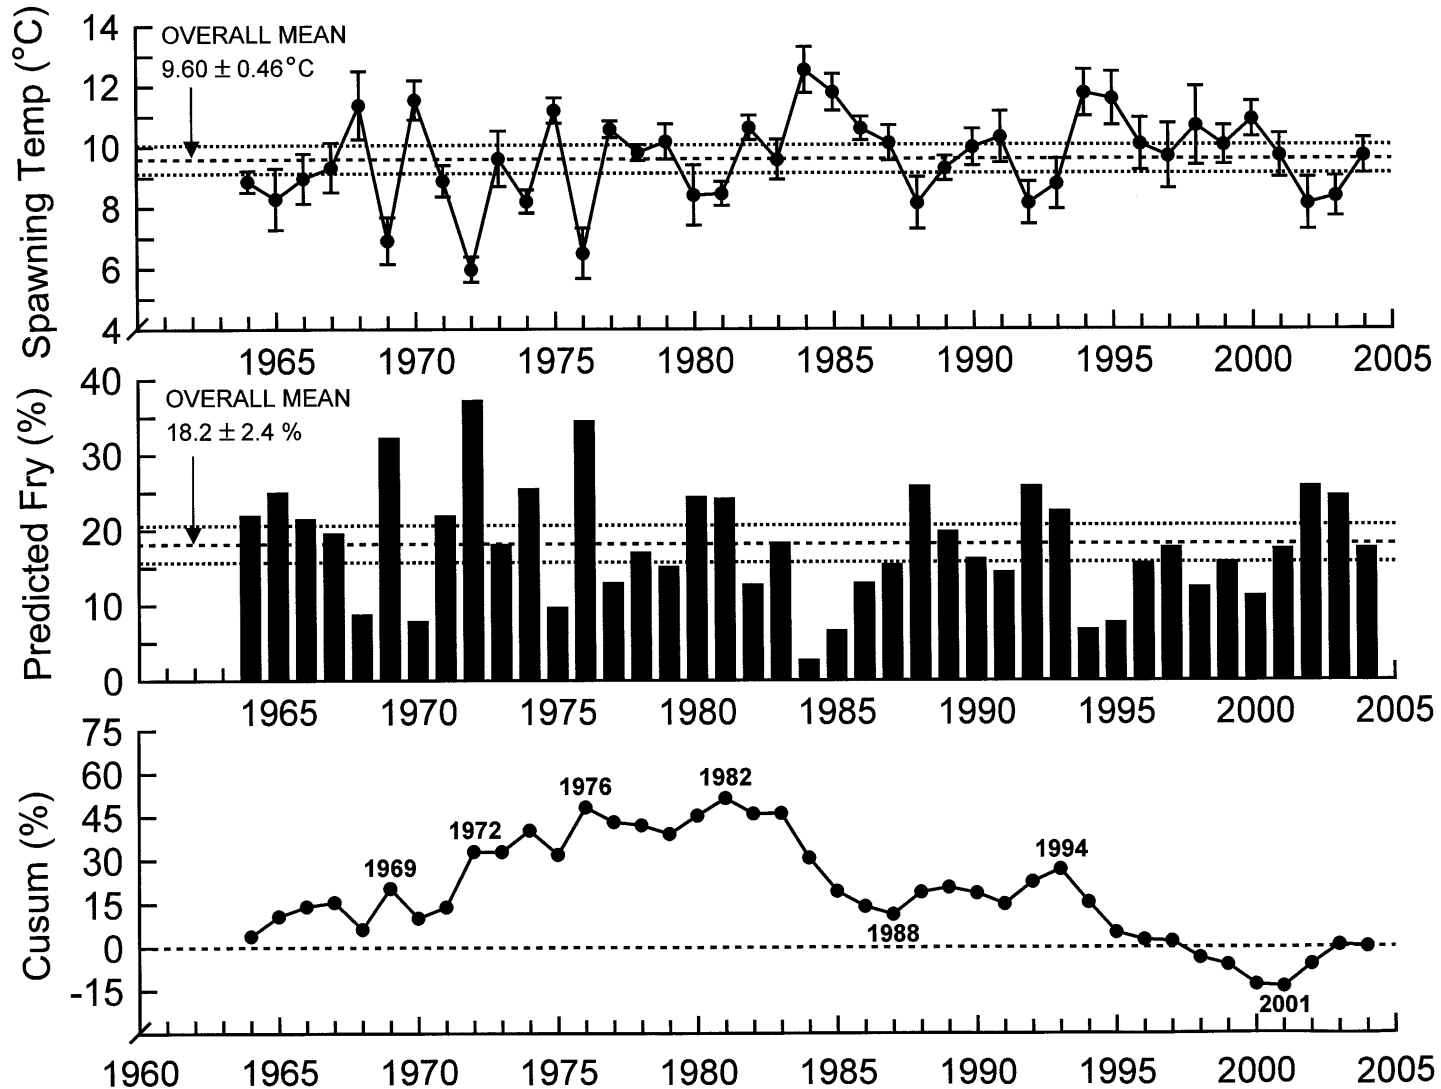 Spawning Temp (°C)
14
12
10
8
6
4
OVERALL MEAN
9.60 ± 0.46°C
1965 1970 1975 1980 1985 1990 1995 2000 2005
Predicted Fry (%)
40
30
20
10
0
OVERALL MEAN
18.2 ± 2.4 %
1965 1970 1975 1980 1985 1990 1995 2000 2005
Cusum (%)
75
60
45
30
15
0
-15
1969
1972
1976
1982
1988
1994
2001
1960 1965 1970 1975 1980 1985 1990 1995 2000 2005